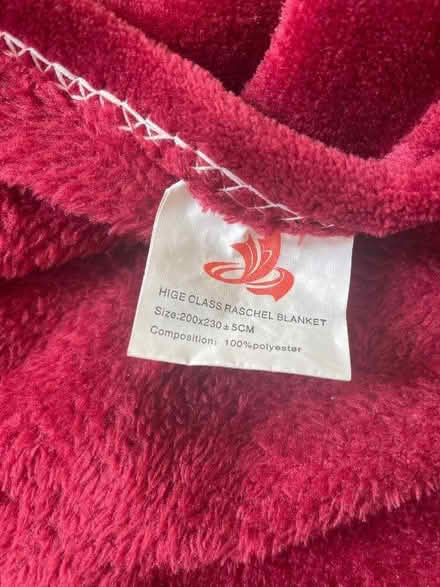 HIGE CLASS RASCHEL BLANKET
Size:200x230±5CM
Composition: 100%polyester